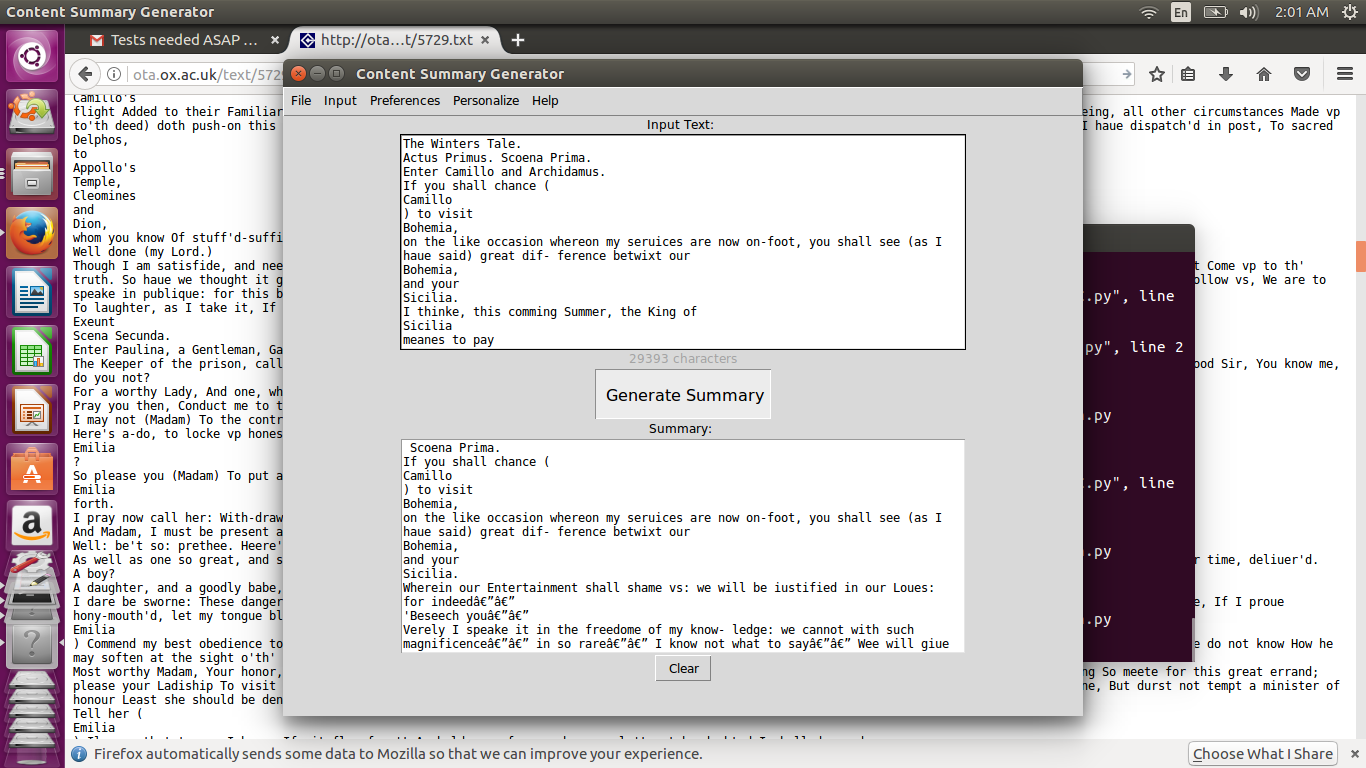 Content Summary Generator
En
2:01 AM
Tests needed ASAP ...
http://ota...t/5729.txt
ota.ox.ac.uk/text/572
Content Summary Generator
File Input Preferences Personalize Help
Input Text:
The Winters Tale.
Actus Primus. Scoena Prima.
Enter Camillo and Archidamus.
If you shall chance (
Camillo
) to visit
Bohemia,
on the like occasion whereon my seruices are now on-foot, you shall see (as I
haue said) great dif- ference betwixt our
Bohemia,
and your
Sicilia.
I thinke, this comming Summer, the King of
Sicilia
meanes to pay
29393 characters
Generate Summary
Summary:
Scoena Prima.
If you shall chance (
Camillo
) to visit
Bohemia,
on the like occasion whereon my seruices are now on-foot, you shall see (as I
haue said) great dif- ference betwixt our
Bohemia,
and your
Sicilia.
Wherein our Entertainment shall shame vs: we will be iustified in our Loues:
for indeedâ€”â€”
'Beseech youâ€”â€”
Verely I speake it in the freedome of my know- ledge: we cannot with such
magnificenceâ€”â€” in so rareâ€”â€” I know not what to sayâ€”â€” Wee will giue
Clear
Camillo's
flight Added to their Familiar
eing, all other circumstances Made vp
to'th deed) doth push-on this
I haue dispatch'd in post, To sacred
Delphos,
to
Appollo's
Temple,
Cleomines
and
Dion,
whom you know Of stuff'd-suffi
Well done (my Lord.)
Though I am satisfide, and nee
t Come vp to th'
truth. So haue we thought it g
ollow vs, We are to
speake in publique: for this b
To laughter, as I take it, If
Exeunt
Scena Secunda.
Enter Paulina, a Gentleman, Ga
The Keeper of the prison, call
ood Sir, You know me,
do you not?
For a worthy Lady, And one, wh
Pray you then, Conduct me to t
I may not (Madam) To the contr
Here's a-do, to locke vp hones
Emilia
?
So please you (Madam) To put a
Emilia
forth.
I pray now call her: With-draw
And Madam, I must be present a
Well: be't so: prethee. Heere'
As well as one so great, and s
r time, deliuer'd.
A boy?
A daughter, and a goodly babe,
I dare be sworne: These danger
e, If I proue
hony-mouth'd, let my tongue bl
Emilia
) Commend my best obedience to
e do not know How he
may soften at the sight o'th'
Most worthy Madam, Your honor,
ng So meete for this great errand;
please your Ladiship To visit
ne, But durst not tempt a minister of
honour Least she should be den
Tell her (
Emilia
.py", line
py", line 2
.py
.py", line
.py
.py
Firefox automatically sends some data to Mozilla so that we can improve your experience.
Choose What I Share